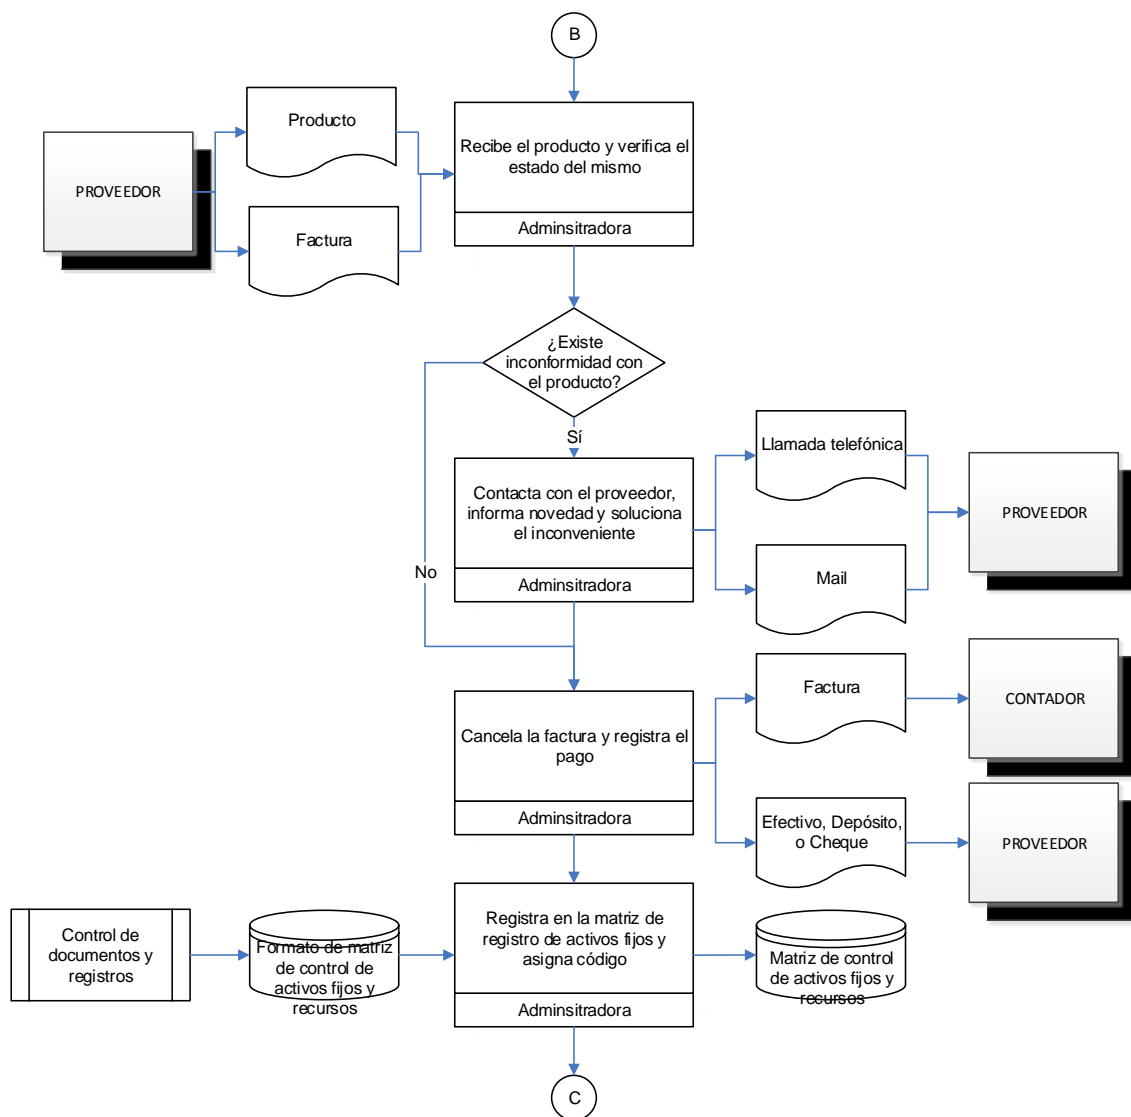 B
Producto
Recibe el producto y verifica el
estado del mismo
PROVEEDOR
Adminsitradora
Factura
¿Existe
inconformidad con
el producto?
Sí
Llamada telefónica
Contacta con el proveedor,
informa novedad y soluciona
el inconveniente
PROVEEDOR
No
Adminsitradora
Mail
Factura
CONTADOR
Cancela la factura y registra el
pago
Adminsitradora
Efectivo, Depósito,
o Cheque
PROVEEDOR
Control de
documentos y
registros
Formato de matriz
de control de
activos fijos y
recursos
Registra en la matriz de
registro de activos fijos y
asigna código
Adminsitradora
Matriz de control
de activos fijos y
recursos
C